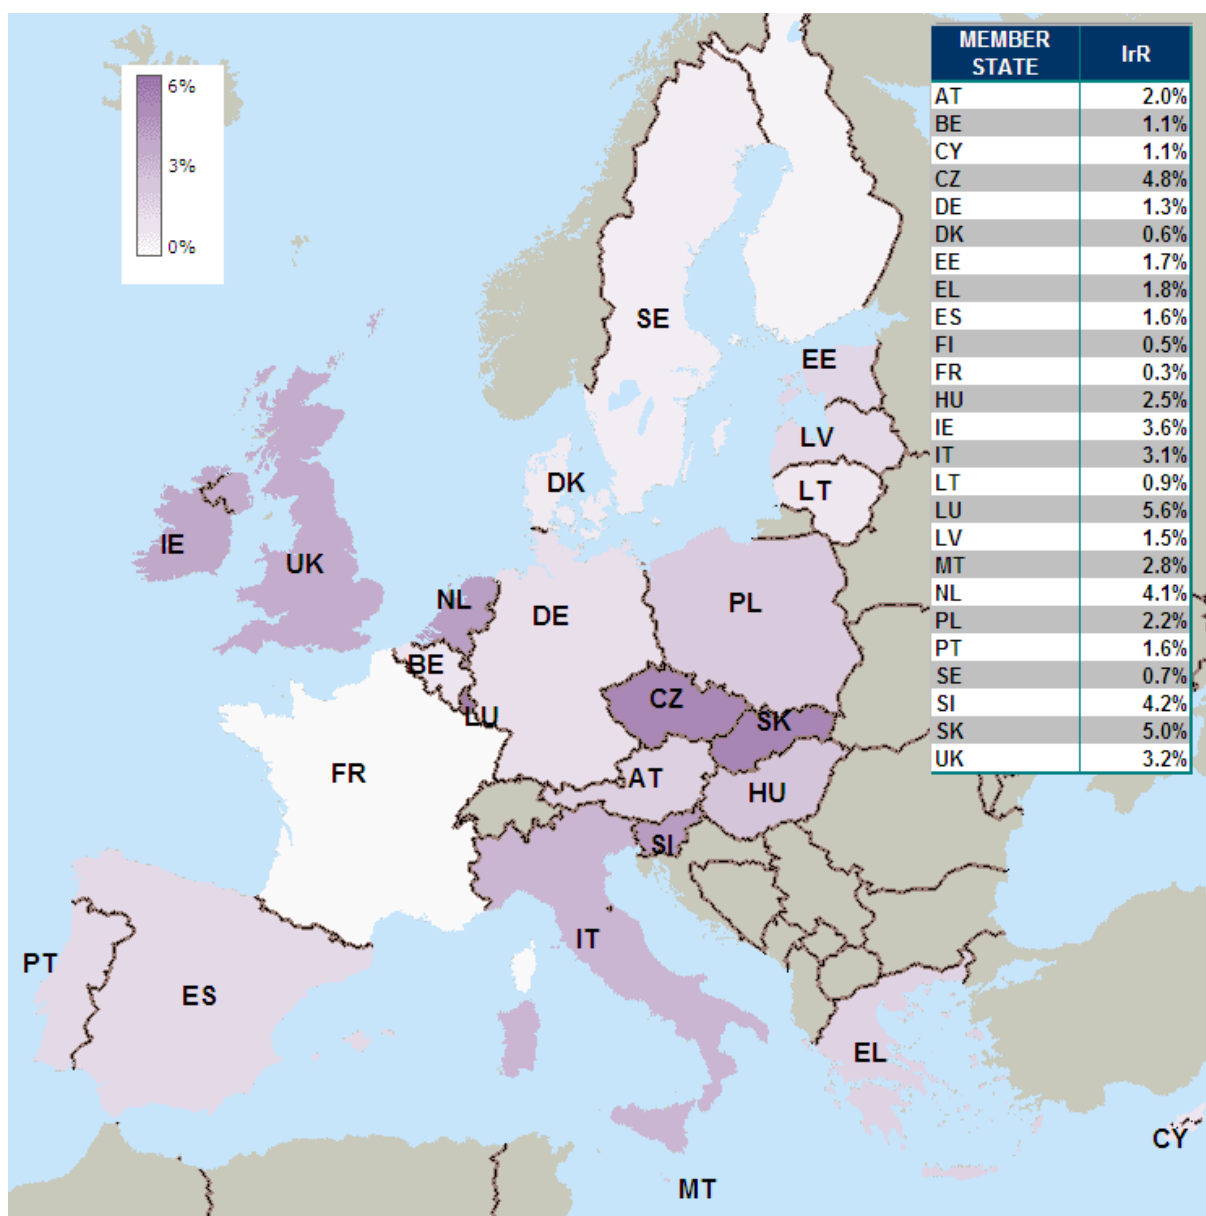 6%
3%
0%
MEMBER STATE IrR
AT 2.0%
BE 1.1%
CY 1.1%
CZ 4.8%
DE 1.3%
DK 0.6%
EE 1.7%
EL 1.8%
ES 1.6%
FI 0.5%
FR 0.3%
HU 2.5%
IE 3.6%
IT 3.1%
LT 0.9%
LU 5.6%
LV 1.5%
MT 2.8%
NL 4.1%
PL 2.2%
PT 1.6%
SE 0.7%
SI 4.2%
SK 5.0%
UK 3.2%
SE
EE
LV
DK
LT
IE
UK
NL
DE
PL
BE
CZ
LU
SK
FR
AT
HU
SI
IT
PT
ES
EL
CY
MT